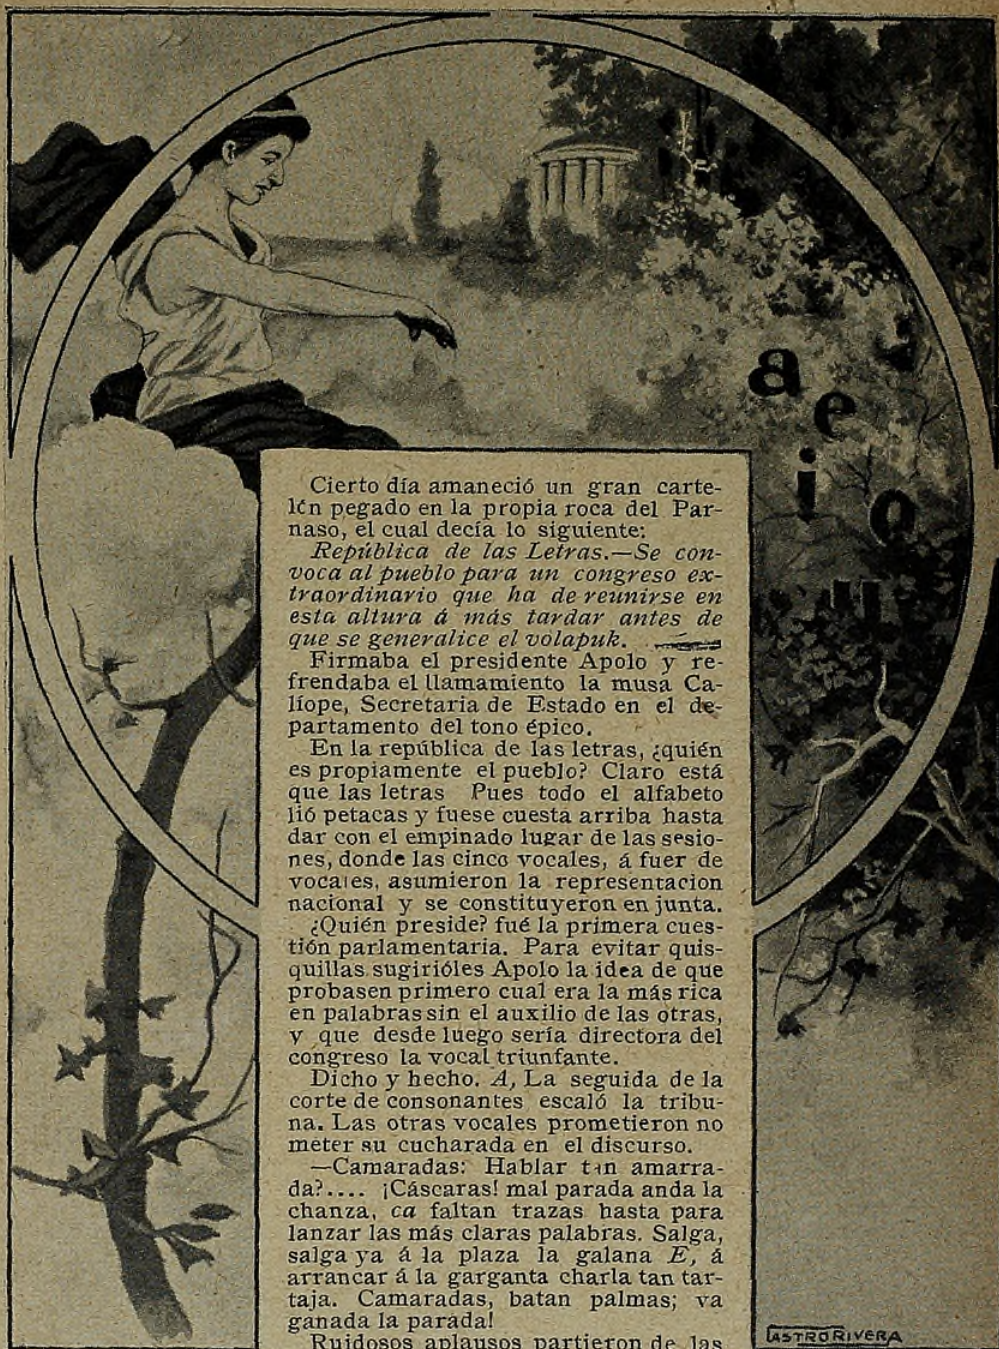 a
e
i
o
u
Cierto día amaneció un gran carte-
lón pegado en la propia roca del Par-
naso, el cual decía lo siguiente:
República de las Letras.—Se con-
voca al pueblo para un congreso ex-
traordinario que ha de reunirse en
esta altura á más tardar antes de
que se generalice el volapuk.
Firmaba el presidente Apolo y re-
frendaba el llamamiento la musa Ca-
líope, Secretaria de Estado en el de-
partamento del tono épico.
En la república de las letras, ¿quién
es propiamente el pueblo? Claro está
que las letras Pues todo el alfabeto
lió petacas y fuese cuesta arriba hasta
dar con el empinado lugar de las sesio-
nes, donde las cinco vocales, á fuer de
vocales, asumieron la representacion
nacional y se constituyeron en junta.
¿Quién preside? fué la primera cues-
tión parlamentaria. Para evitar quis-
quillas sugirióles Apolo la idea de que
probasen primero cual era la más rica
en palabras sin el auxilio de las otras,
y que desde luego sería directora del
congreso la vocal triunfante.
Dicho y hecho. A, La seguida de la
corte de consonantes escaló la tribu-
na. Las otras vocales prometieron no
meter su cucharada en el discurso.
—Camaradas: Hablar tan amarra-
da?.... ¡Cáscaras! mal parada anda la
chanza, ca faltan trazas hasta para
lanzar las más claras palabras. Salga,
salga ya á la plaza la galana E, á
arrancar á la garganta charla tan tar-
taja. Camaradas, batan palmas; va
ganada la parada!
Ruidosos aplausos partieron de las
CASTRO RIVERA